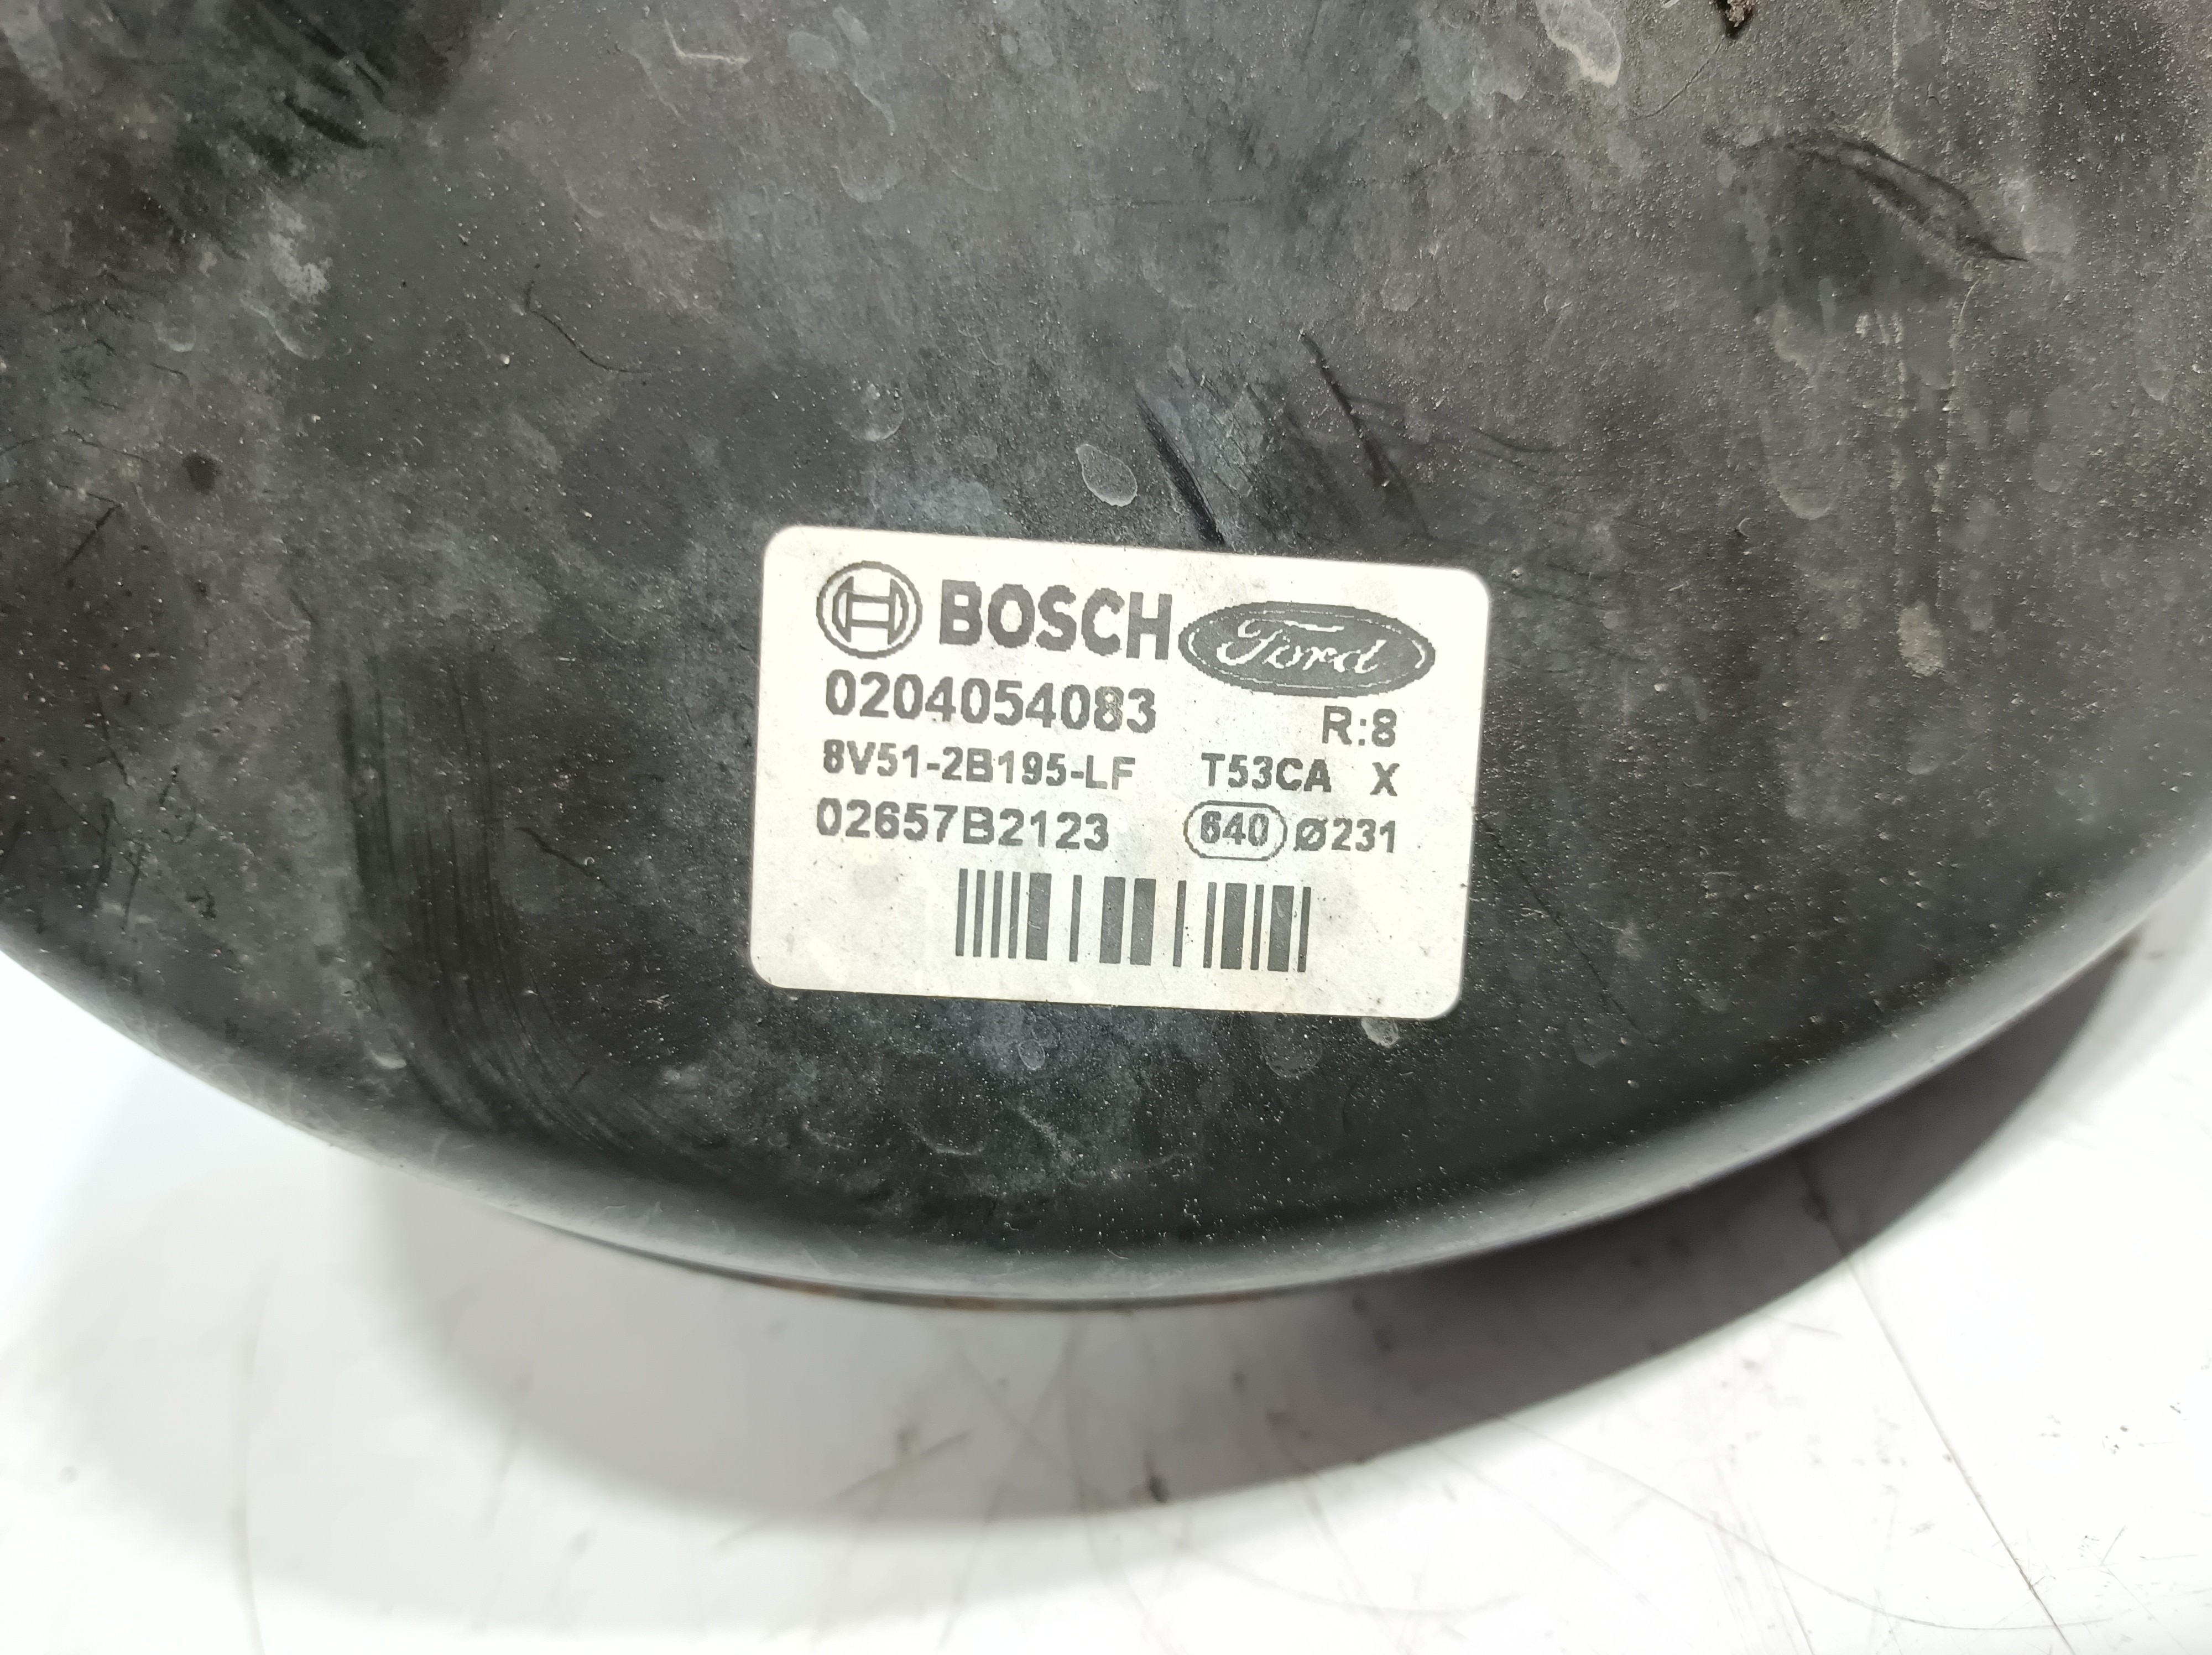 BOSCH Ford
0204054083 R:8
8V51-2B195-LF T53CA X
02657B2123 640 Ø231